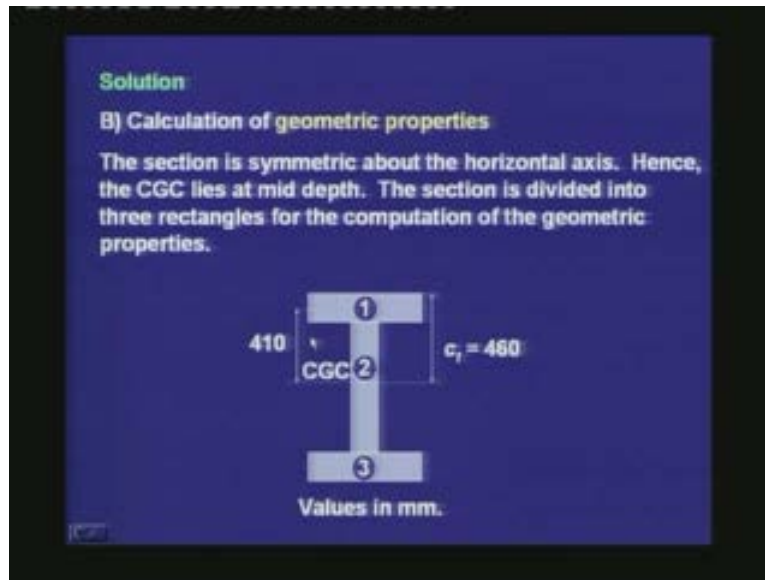 Solution
B) Calculation of geometric properties
The section is symmetric about the horizontal axis. Hence,
the CGC lies at mid depth. The section is divided into
three rectangles for the computation of the geometric
properties.
1
410
CGC 2
cₜ = 460
3
Values in mm.